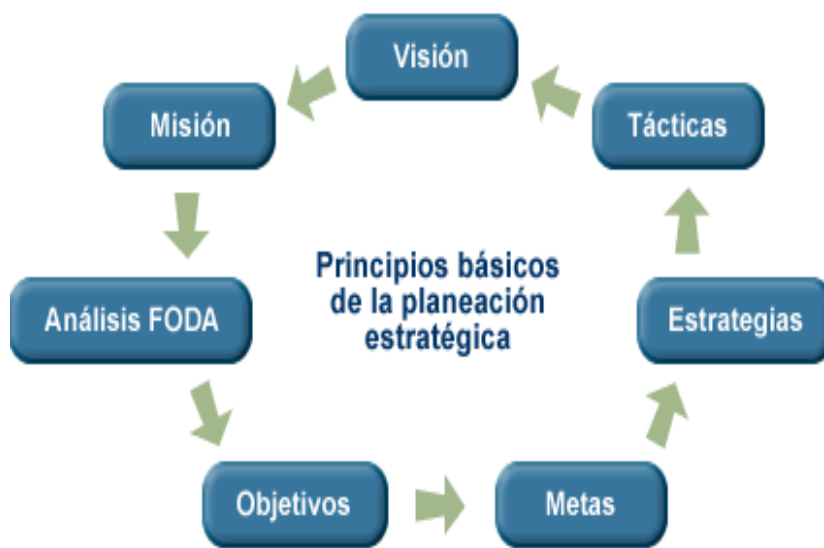 Visión
Misión
Tácticas
Principios básicos
de la planeación
estratégica
Análisis FODA
Estrategias
Objetivos
Metas